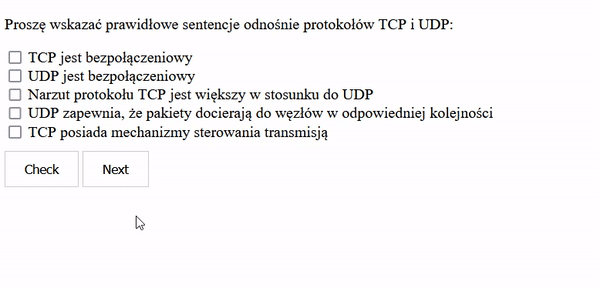 Proszę wskazać prawidłowe sentencje odnośnie protokołów TCP i UDP:
TCP jest bezpołączeniowy
UDP jest bezpołączeniowy
Narzut protokołu TCP jest większy w stosunku do UDP
UDP zapewnia, że pakiety docierają do węzłów w odpowiedniej kolejności
TCP posiada mechanizmy sterowania transmisją
Check Next